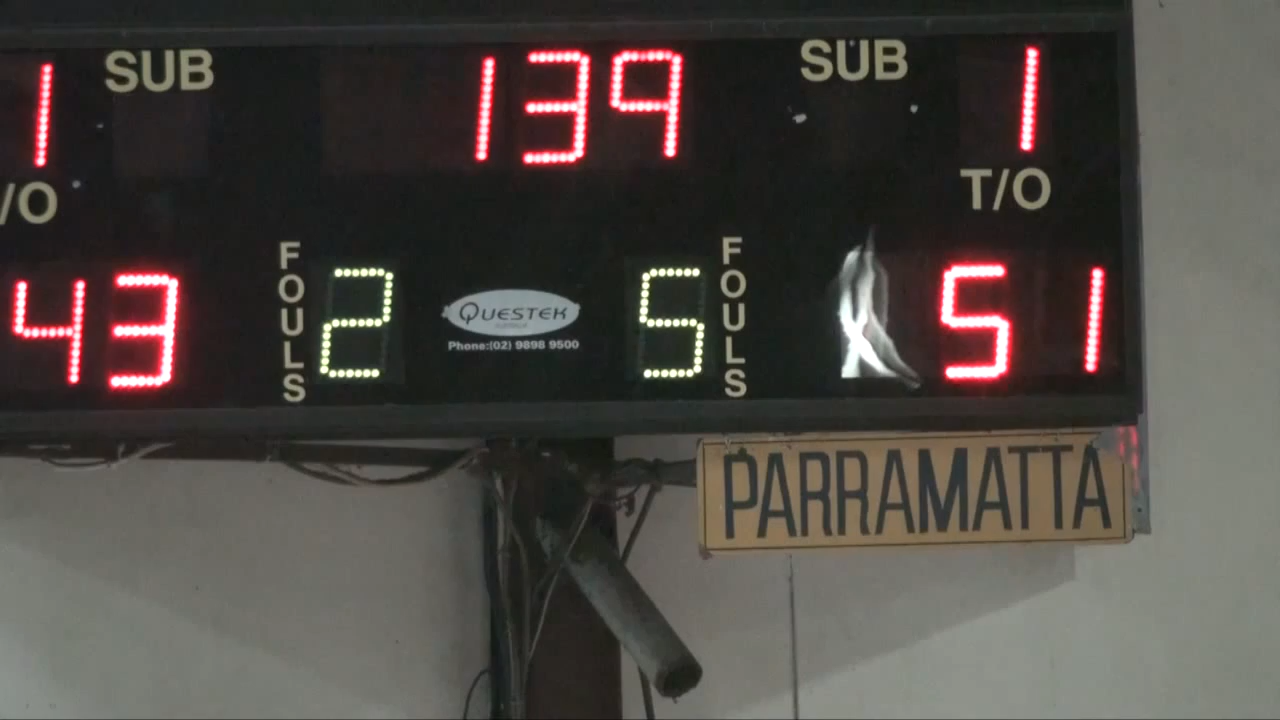 1 SUB 139 SUB 1
/O T/O
43 FOULS 2 QUESTEK 5 FOULS 51
Phone:(02) 9898 9500
PARRAMATTA